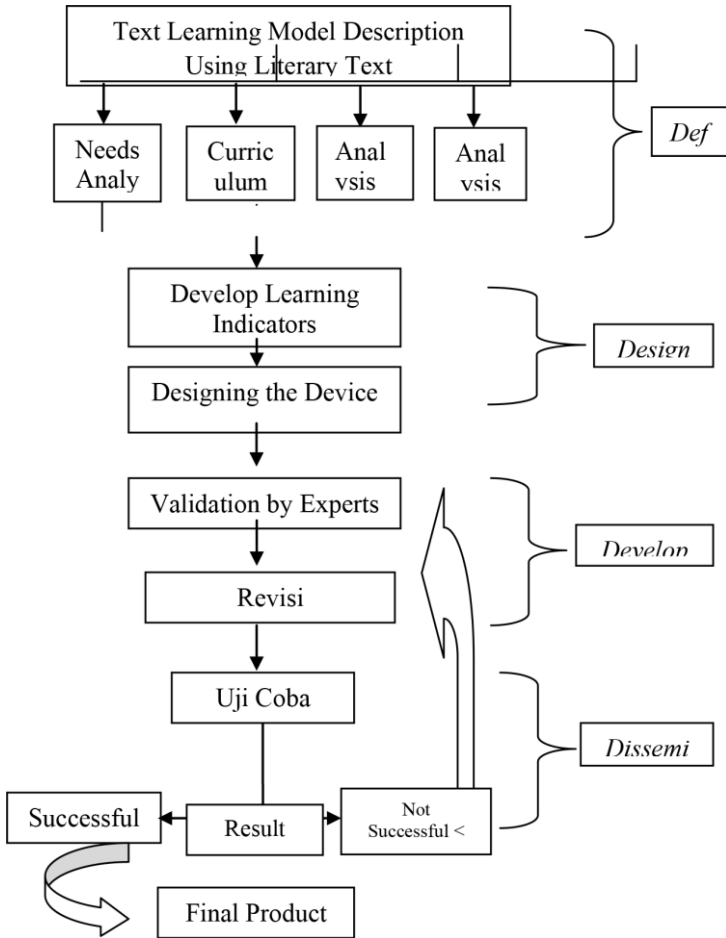 Text Learning Model Description
Using Literary Text
Needs
Analy
Curric
ulum
Anal
ysis
Anal
ysis
Def
Develop Learning
Indicators
Design
Designing the Device
Validation by Experts
Develop
Revisi
Uji Coba
Dissemi
Successful
Result
Not
Successful <
Final Product